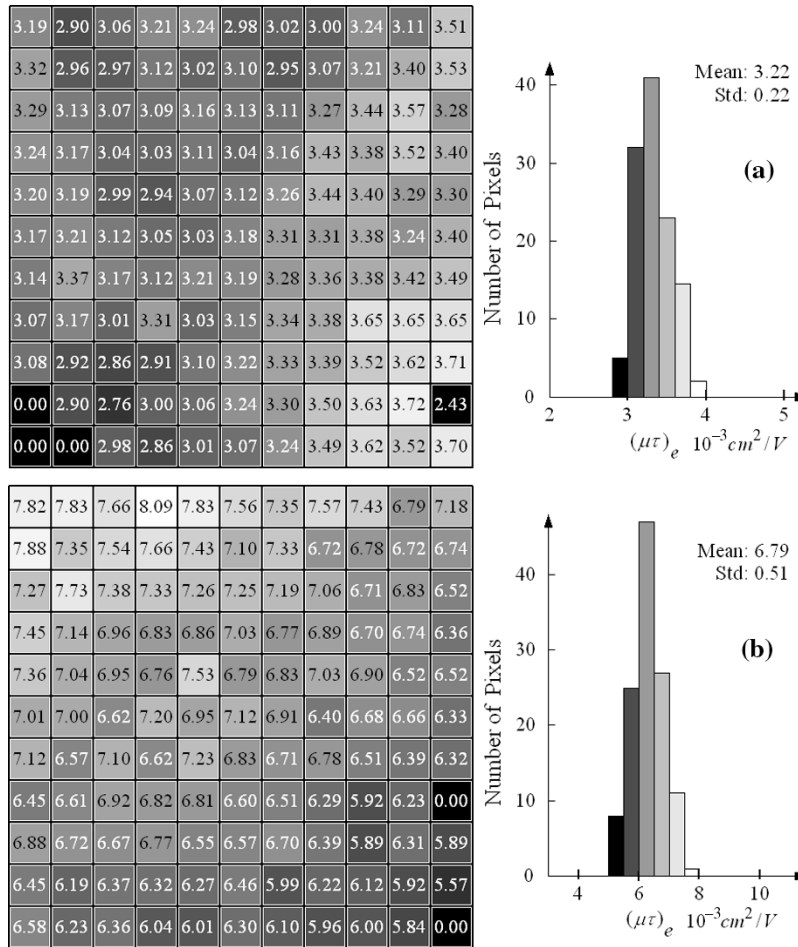 3.19 2.90 3.06 3.21 3.24 2.98 3.02 3.00 3.24 3.11 3.51
3.32 2.96 2.97 3.12 3.02 3.10 2.95 3.07 3.21 3.40 3.53
3.29 3.13 3.07 3.09 3.16 3.13 3.11 3.27 3.44 3.57 3.28
3.24 3.17 3.04 3.03 3.11 3.04 3.16 3.43 3.38 3.52 3.40
3.20 3.19 2.99 2.94 3.07 3.12 3.26 3.44 3.40 3.29 3.30
3.17 3.21 3.12 3.05 3.03 3.18 3.31 3.31 3.38 3.24 3.40
3.14 3.37 3.17 3.12 3.21 3.19 3.28 3.36 3.38 3.42 3.49
3.07 3.17 3.01 3.31 3.03 3.15 3.34 3.38 3.65 3.65 3.65
3.08 2.92 2.86 2.91 3.10 3.22 3.33 3.39 3.52 3.62 3.71
0.00 2.90 2.76 3.00 3.06 3.24 3.30 3.50 3.63 3.72 2.43
0.00 0.00 2.98 2.86 3.01 3.07 3.24 3.49 3.62 3.52 3.70
Mean: 3.22
Std: 0.22
(a)
Number of Pixels
40
30
20
10
0
2 3 4 5
(μτ)e 10⁻³cm²/V
7.82 7.83 7.66 8.09 7.83 7.56 7.35 7.57 7.43 6.79 7.18
7.88 7.35 7.54 7.66 7.43 7.10 7.33 6.72 6.78 6.72 6.74
7.27 7.73 7.38 7.33 7.26 7.25 7.19 7.06 6.71 6.83 6.52
7.45 7.14 6.96 6.83 6.86 7.03 6.77 6.89 6.70 6.74 6.36
7.36 7.04 6.95 6.76 7.53 6.79 6.83 7.03 6.90 6.52 6.52
7.01 7.00 6.62 7.20 6.95 7.12 6.91 6.40 6.68 6.66 6.33
7.12 6.57 7.10 6.62 7.23 6.83 6.71 6.78 6.51 6.39 6.32
6.45 6.61 6.92 6.82 6.81 6.60 6.51 6.29 5.92 6.23 0.00
6.88 6.72 6.67 6.77 6.55 6.57 6.70 6.39 5.89 6.31 5.89
6.45 6.19 6.37 6.32 6.27 6.46 5.99 6.22 6.12 5.92 5.57
6.58 6.23 6.36 6.04 6.01 6.30 6.10 5.96 6.00 5.84 0.00
Mean: 6.79
Std: 0.51
(b)
Number of Pixels
40
30
20
10
0
4 6 8 10
(μτ)e 10⁻³cm²/V